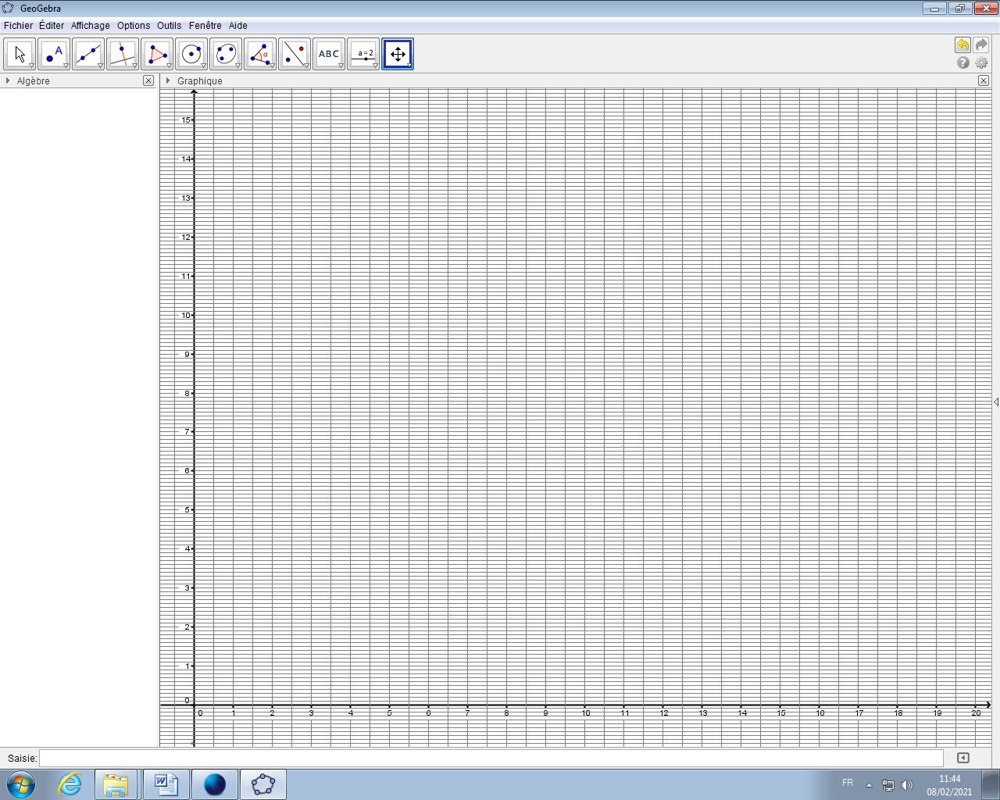 GeoGebra
Fichier Éditer Affichage Options Outils Fenêtre Aide
A α ABC a=2
Algèbre
Graphique
15
14
13
12
11
10
9
8
7
6
5
4
3
2
1
0
0 1 2 3 4 5 6 7 8 9 10 11 12 13 14 15 16 17 18 19 20
Saisie:
FR
11:44
08/02/2021